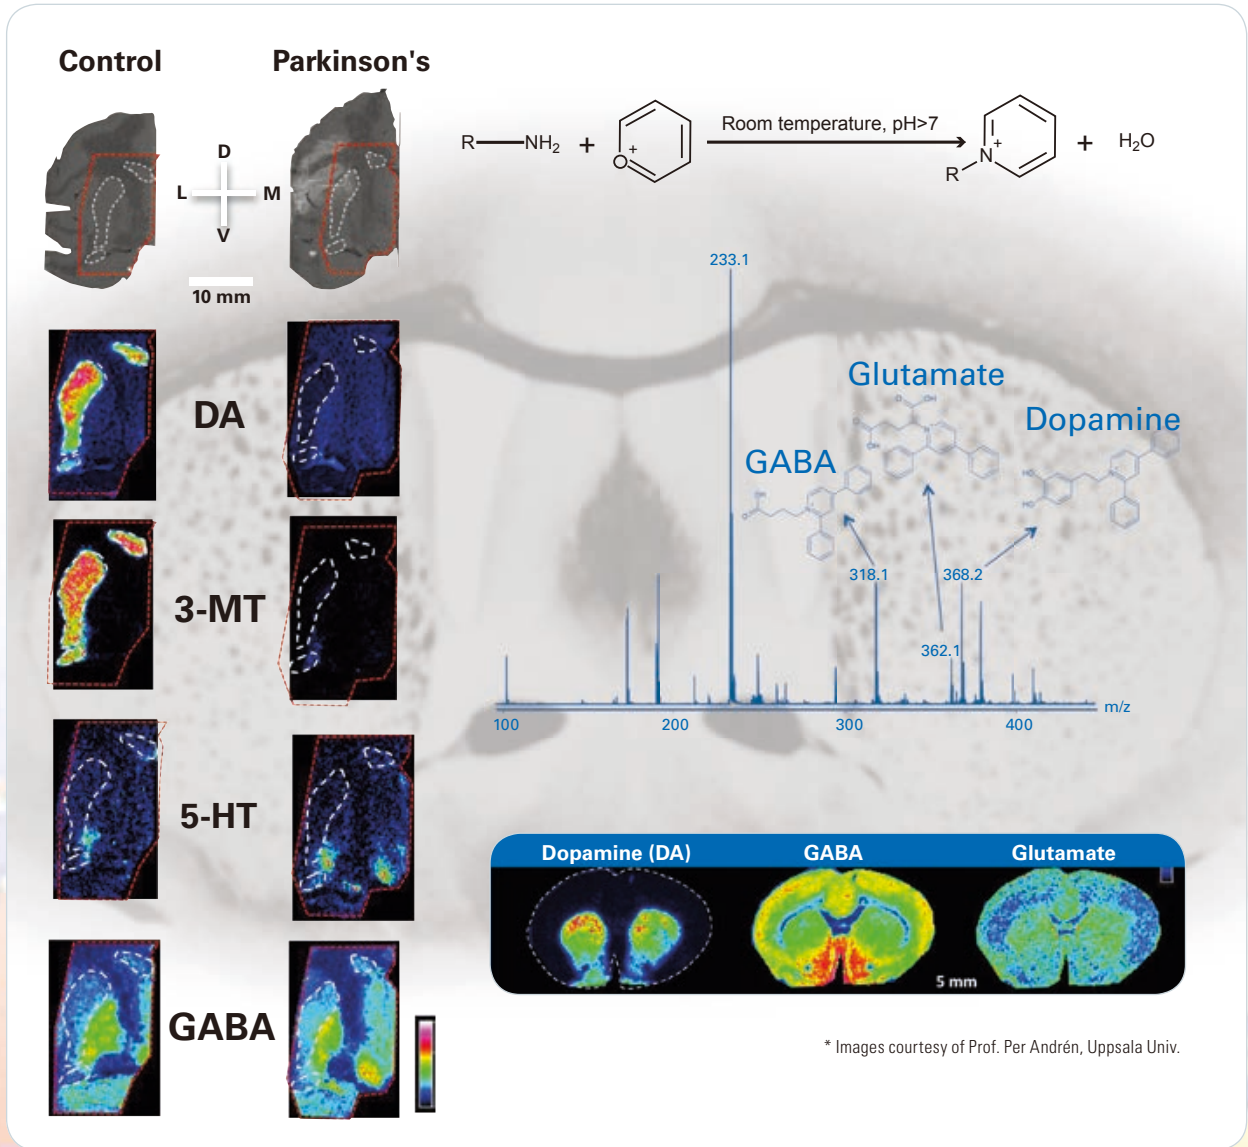 Control
Parkinson's
D
L
M
V
10 mm
DA
3-MT
5-HT
GABA
R
NH₂
+
O
+
Room temperature, pH>7
N
+
R
+
H₂O
233.1
Glutamate
Dopamine
GABA
318.1
368.2
362.1
m/z
100
200
300
400
Dopamine (DA)
GABA
Glutamate
5 mm
* Images courtesy of Prof. Per Andrén, Uppsala Univ.